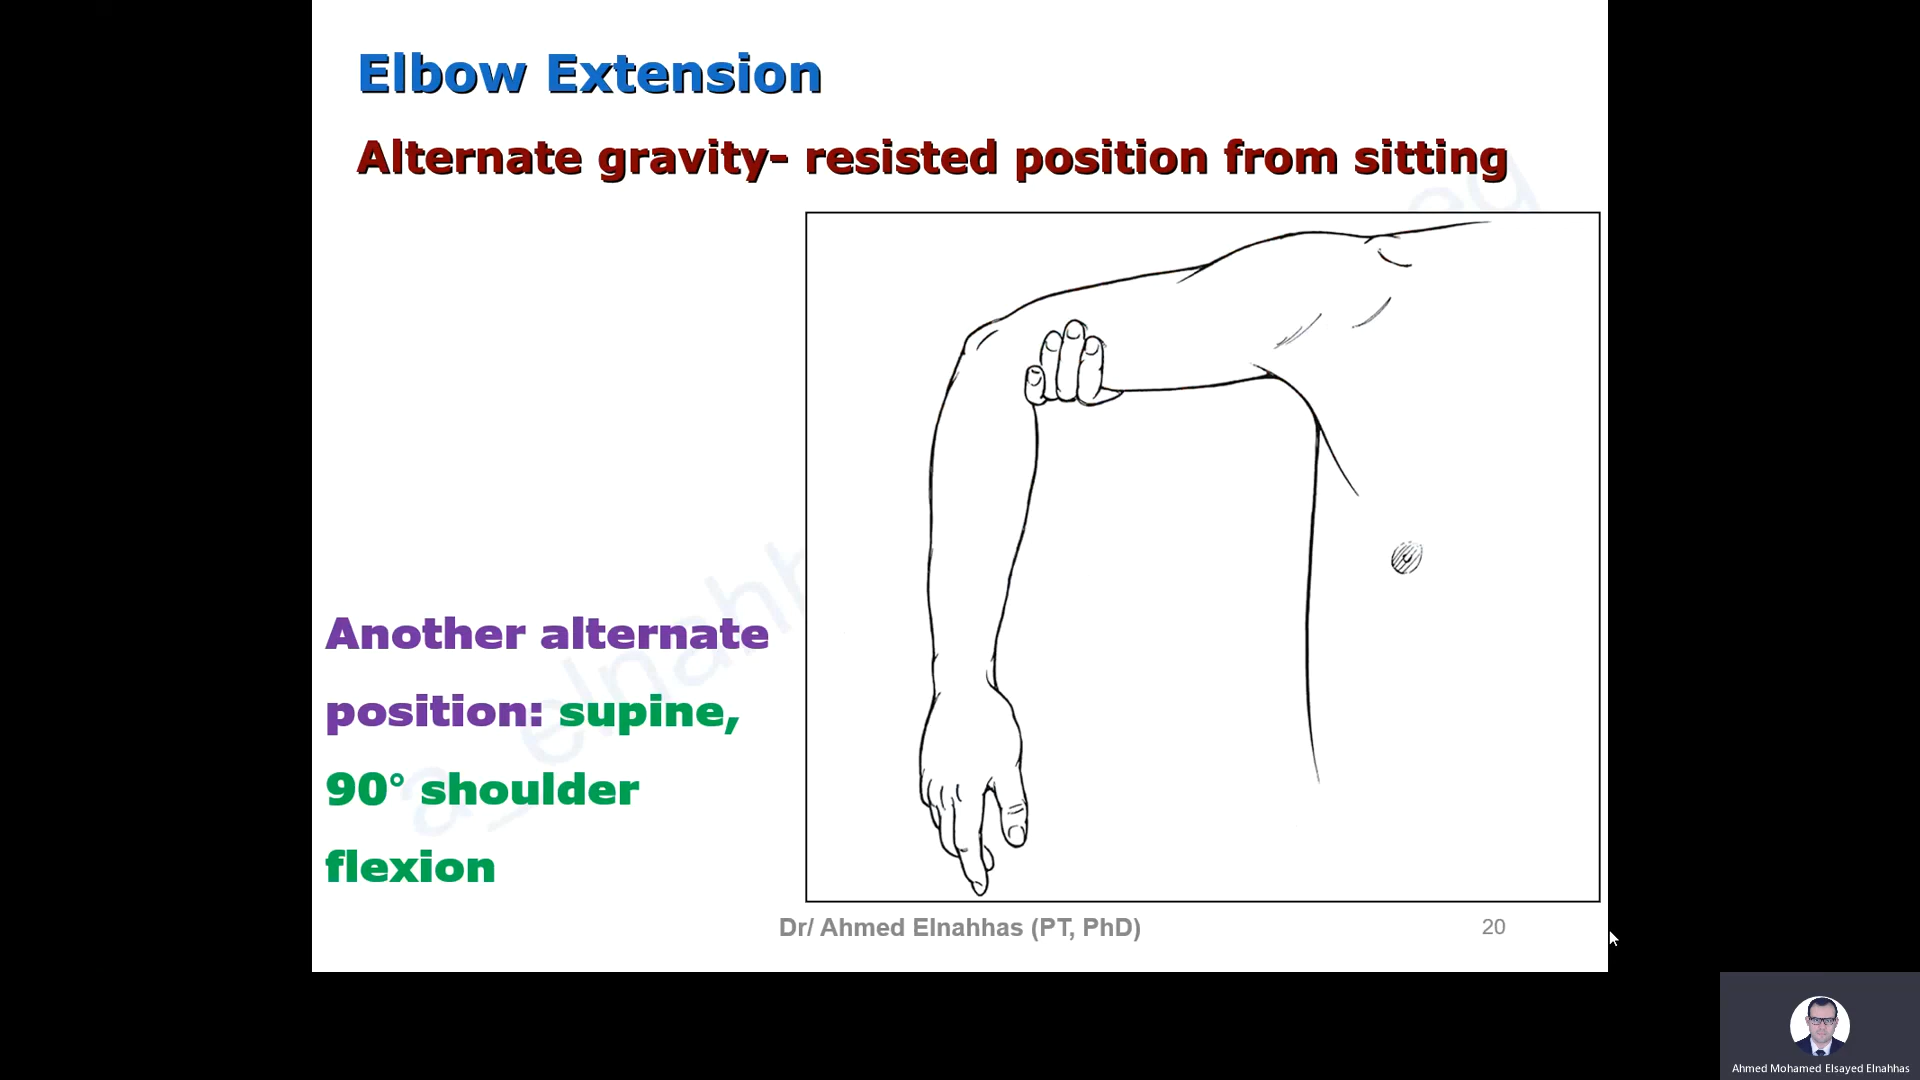 Elbow Extension
Alternate gravity- resisted position from sitting
Another alternate
position: supine,
90° shoulder
flexion
Dr/ Ahmed Elnahhas (PT, PhD)
20
Ahmed Mohamed Elsayed Elnahhas